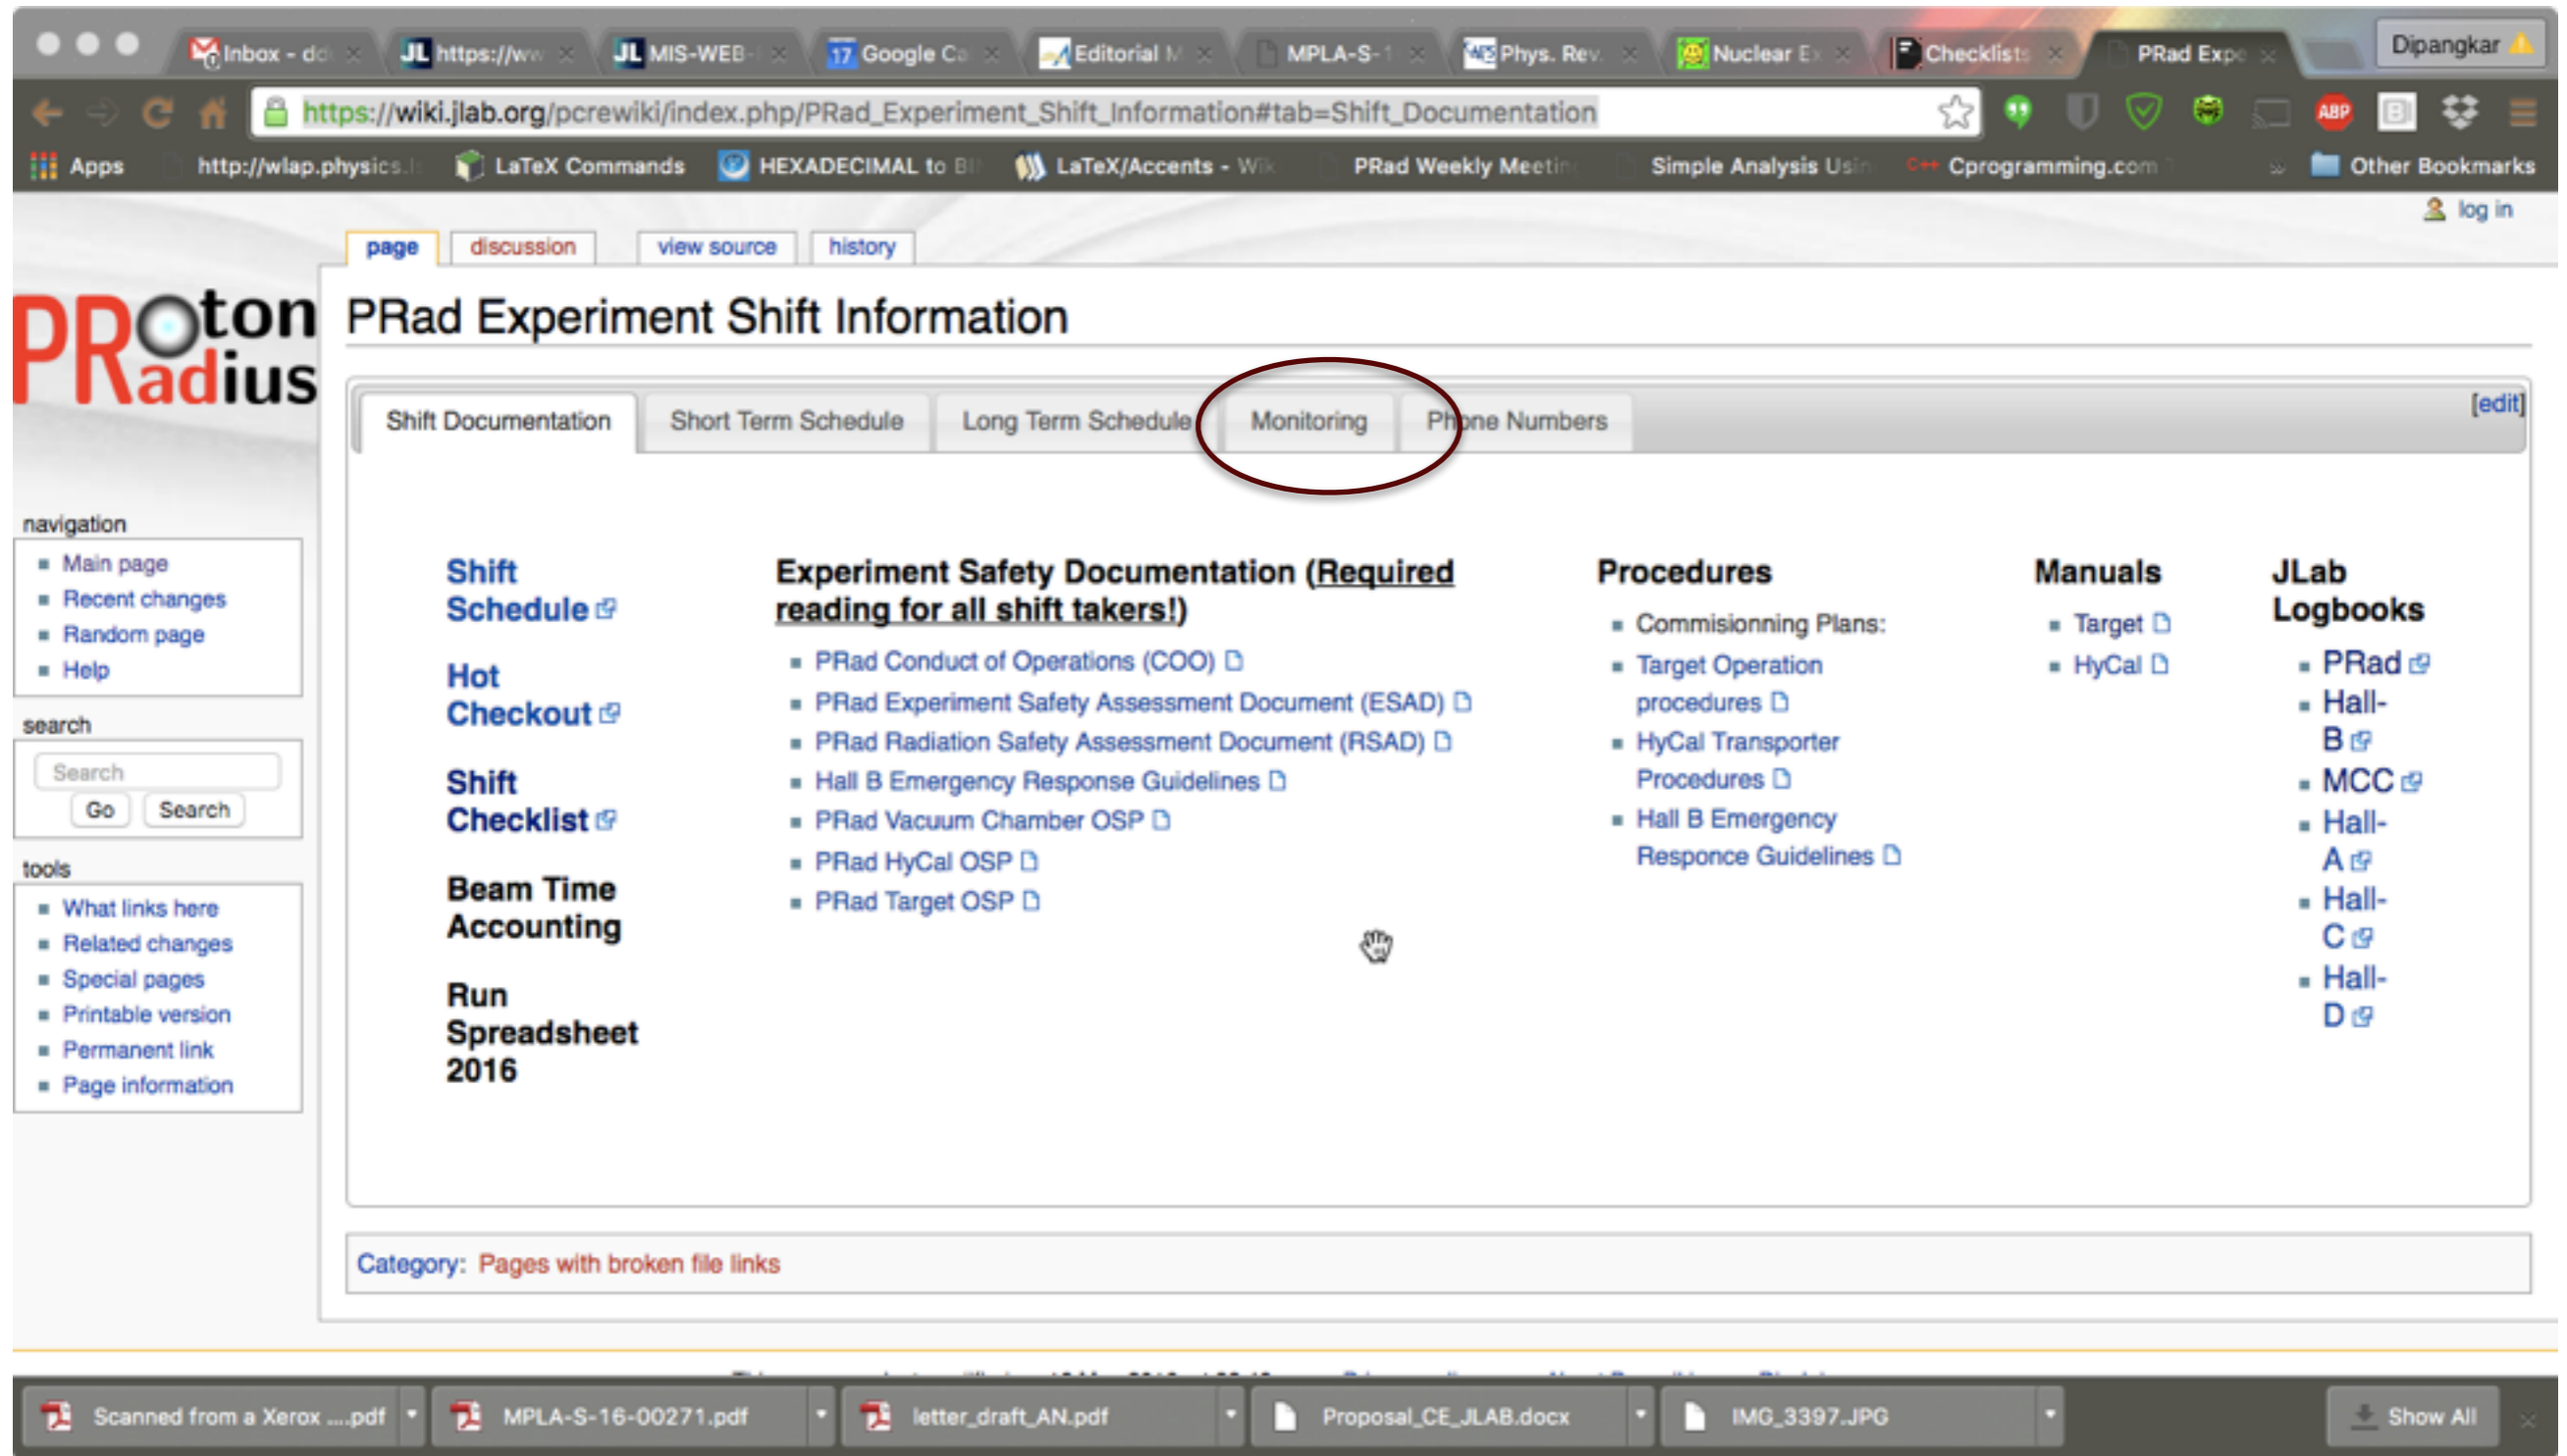 Inbox - dd
https://ww
MIS-WEB-
17 Google Ca
Editorial M
MPLA-S-1
Phys. Rev.
Nuclear Ex
Checklists
PRad Expe
Dipangkar
https://wiki.jlab.org/pcrewiki/index.php/PRad_Experiment_Shift_Information#tab=Shift_Documentation
ABP
Apps
http://wlap.physics.l
LaTeX Commands
HEXADECIMAL to BI
LaTeX/Accents - Wik
PRad Weekly Meetin
Simple Analysis Usin
C++ Cprogramming.com
Other Bookmarks
log in
page
discussion
view source
history
PRoton
Radius
PRad Experiment Shift Information
Shift Documentation
Short Term Schedule
Long Term Schedule
Monitoring
Phone Numbers
[edit]
navigation
Main page
Recent changes
Random page
Help
search
Search
Go
Search
tools
What links here
Related changes
Special pages
Printable version
Permanent link
Page information
Shift
Schedule
Hot
Checkout
Shift
Checklist
Beam Time
Accounting
Run
Spreadsheet
2016
Experiment Safety Documentation (Required
reading for all shift takers!)
PRad Conduct of Operations (COO)
PRad Experiment Safety Assessment Document (ESAD)
PRad Radiation Safety Assessment Document (RSAD)
Hall B Emergency Response Guidelines
PRad Vacuum Chamber OSP
PRad HyCal OSP
PRad Target OSP
Procedures
Commisionning Plans:
Target Operation
procedures
HyCal Transporter
Procedures
Hall B Emergency
Responce Guidelines
Manuals
Target
HyCal
JLab
Logbooks
PRad
Hall-
B
MCC
Hall-
A
Hall-
C
Hall-
D
Category: Pages with broken file links
Scanned from a Xerox ....pdf
MPLA-S-16-00271.pdf
letter_draft_AN.pdf
Proposal_CE_JLAB.docx
IMG_3397.JPG
Show All